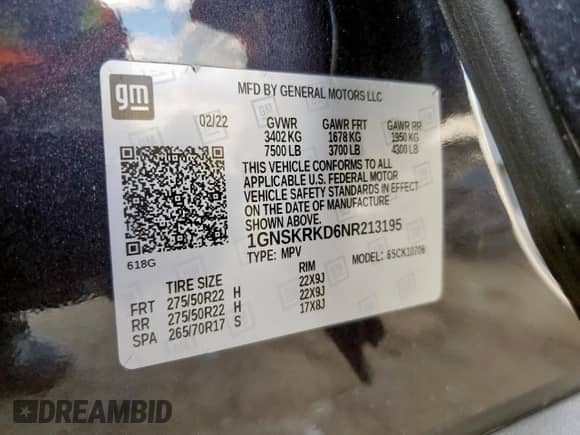 gm
MFD BY GENERAL MOTORS LLC
02/22 GVWR GAWR FRT GAWR RR
3402 KG 1678 KG 1950 KG
7500 LB 3700 LB 4300 LB
THIS VEHICLE CONFORMS TO ALL
APPLICABLE U.S. FEDERAL MOTOR
VEHICLE SAFETY STANDARDS IN EFFECT
ON THE DATE OF MANUFACTURE SHOWN ABOVE.
1GNSKRKD6NR213195
618G TYPE: MPV MODEL: 65CK10706
TIRE SIZE RIM
FRT 275/50R22 H 22X9J
RR 275/50R22 H 22X9J
SPA 265/70R17 S 17X8J
DREAMBID